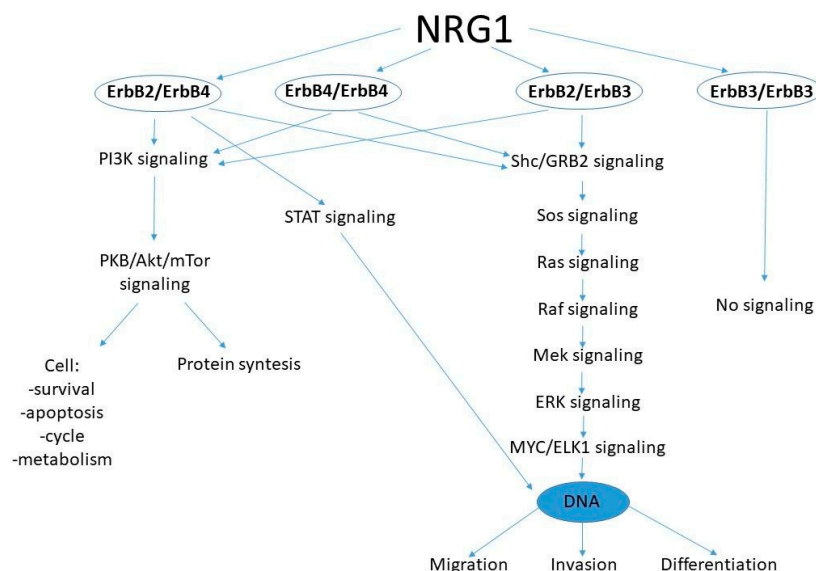 NRG1
ErbB2/ErbB4
ErbB4/ErbB4
ErbB2/ErbB3
ErbB3/ErbB3
PI3K signaling
Shc/GRB2 signaling
STAT signaling
Sos signaling
PKB/Akt/mTor
signaling
Ras signaling
Raf signaling
No signaling
Mek signaling
Cell:
-survival
-apoptosis
-cycle
-metabolism
Protein syntesis
ERK signaling
MYC/ELK1 signaling
DNA
Migration
Invasion
Differentiation